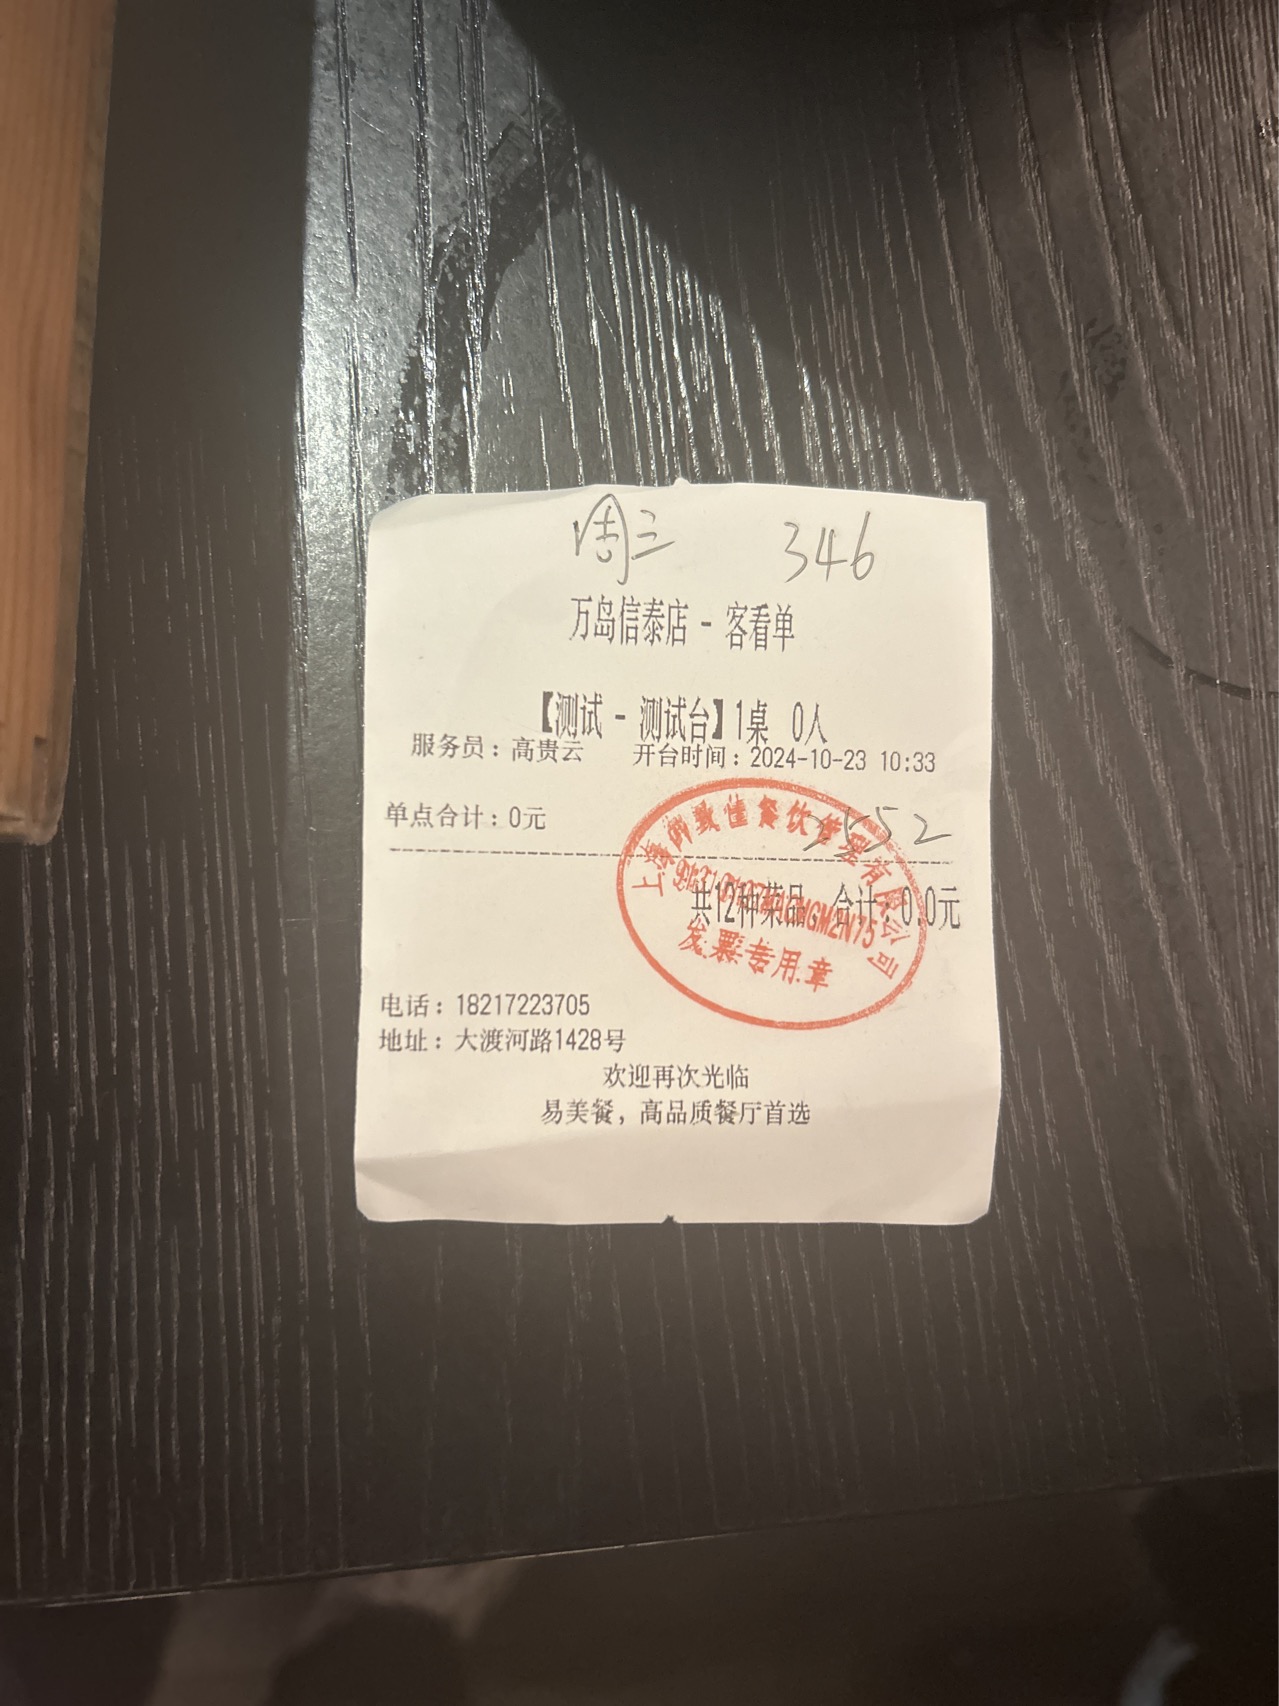 周三 346
万岛信泰店 - 客看单
【测试 - 测试台】1桌 0人
服务员：高贵云 开台时间：2024-10-23 10:33
单点合计：0元
共12种菜品 合计：0.0元
发票专用章
电话：18217223705
地址：大渡河路1428号
欢迎再次光临
易美餐，高品质餐厅首选